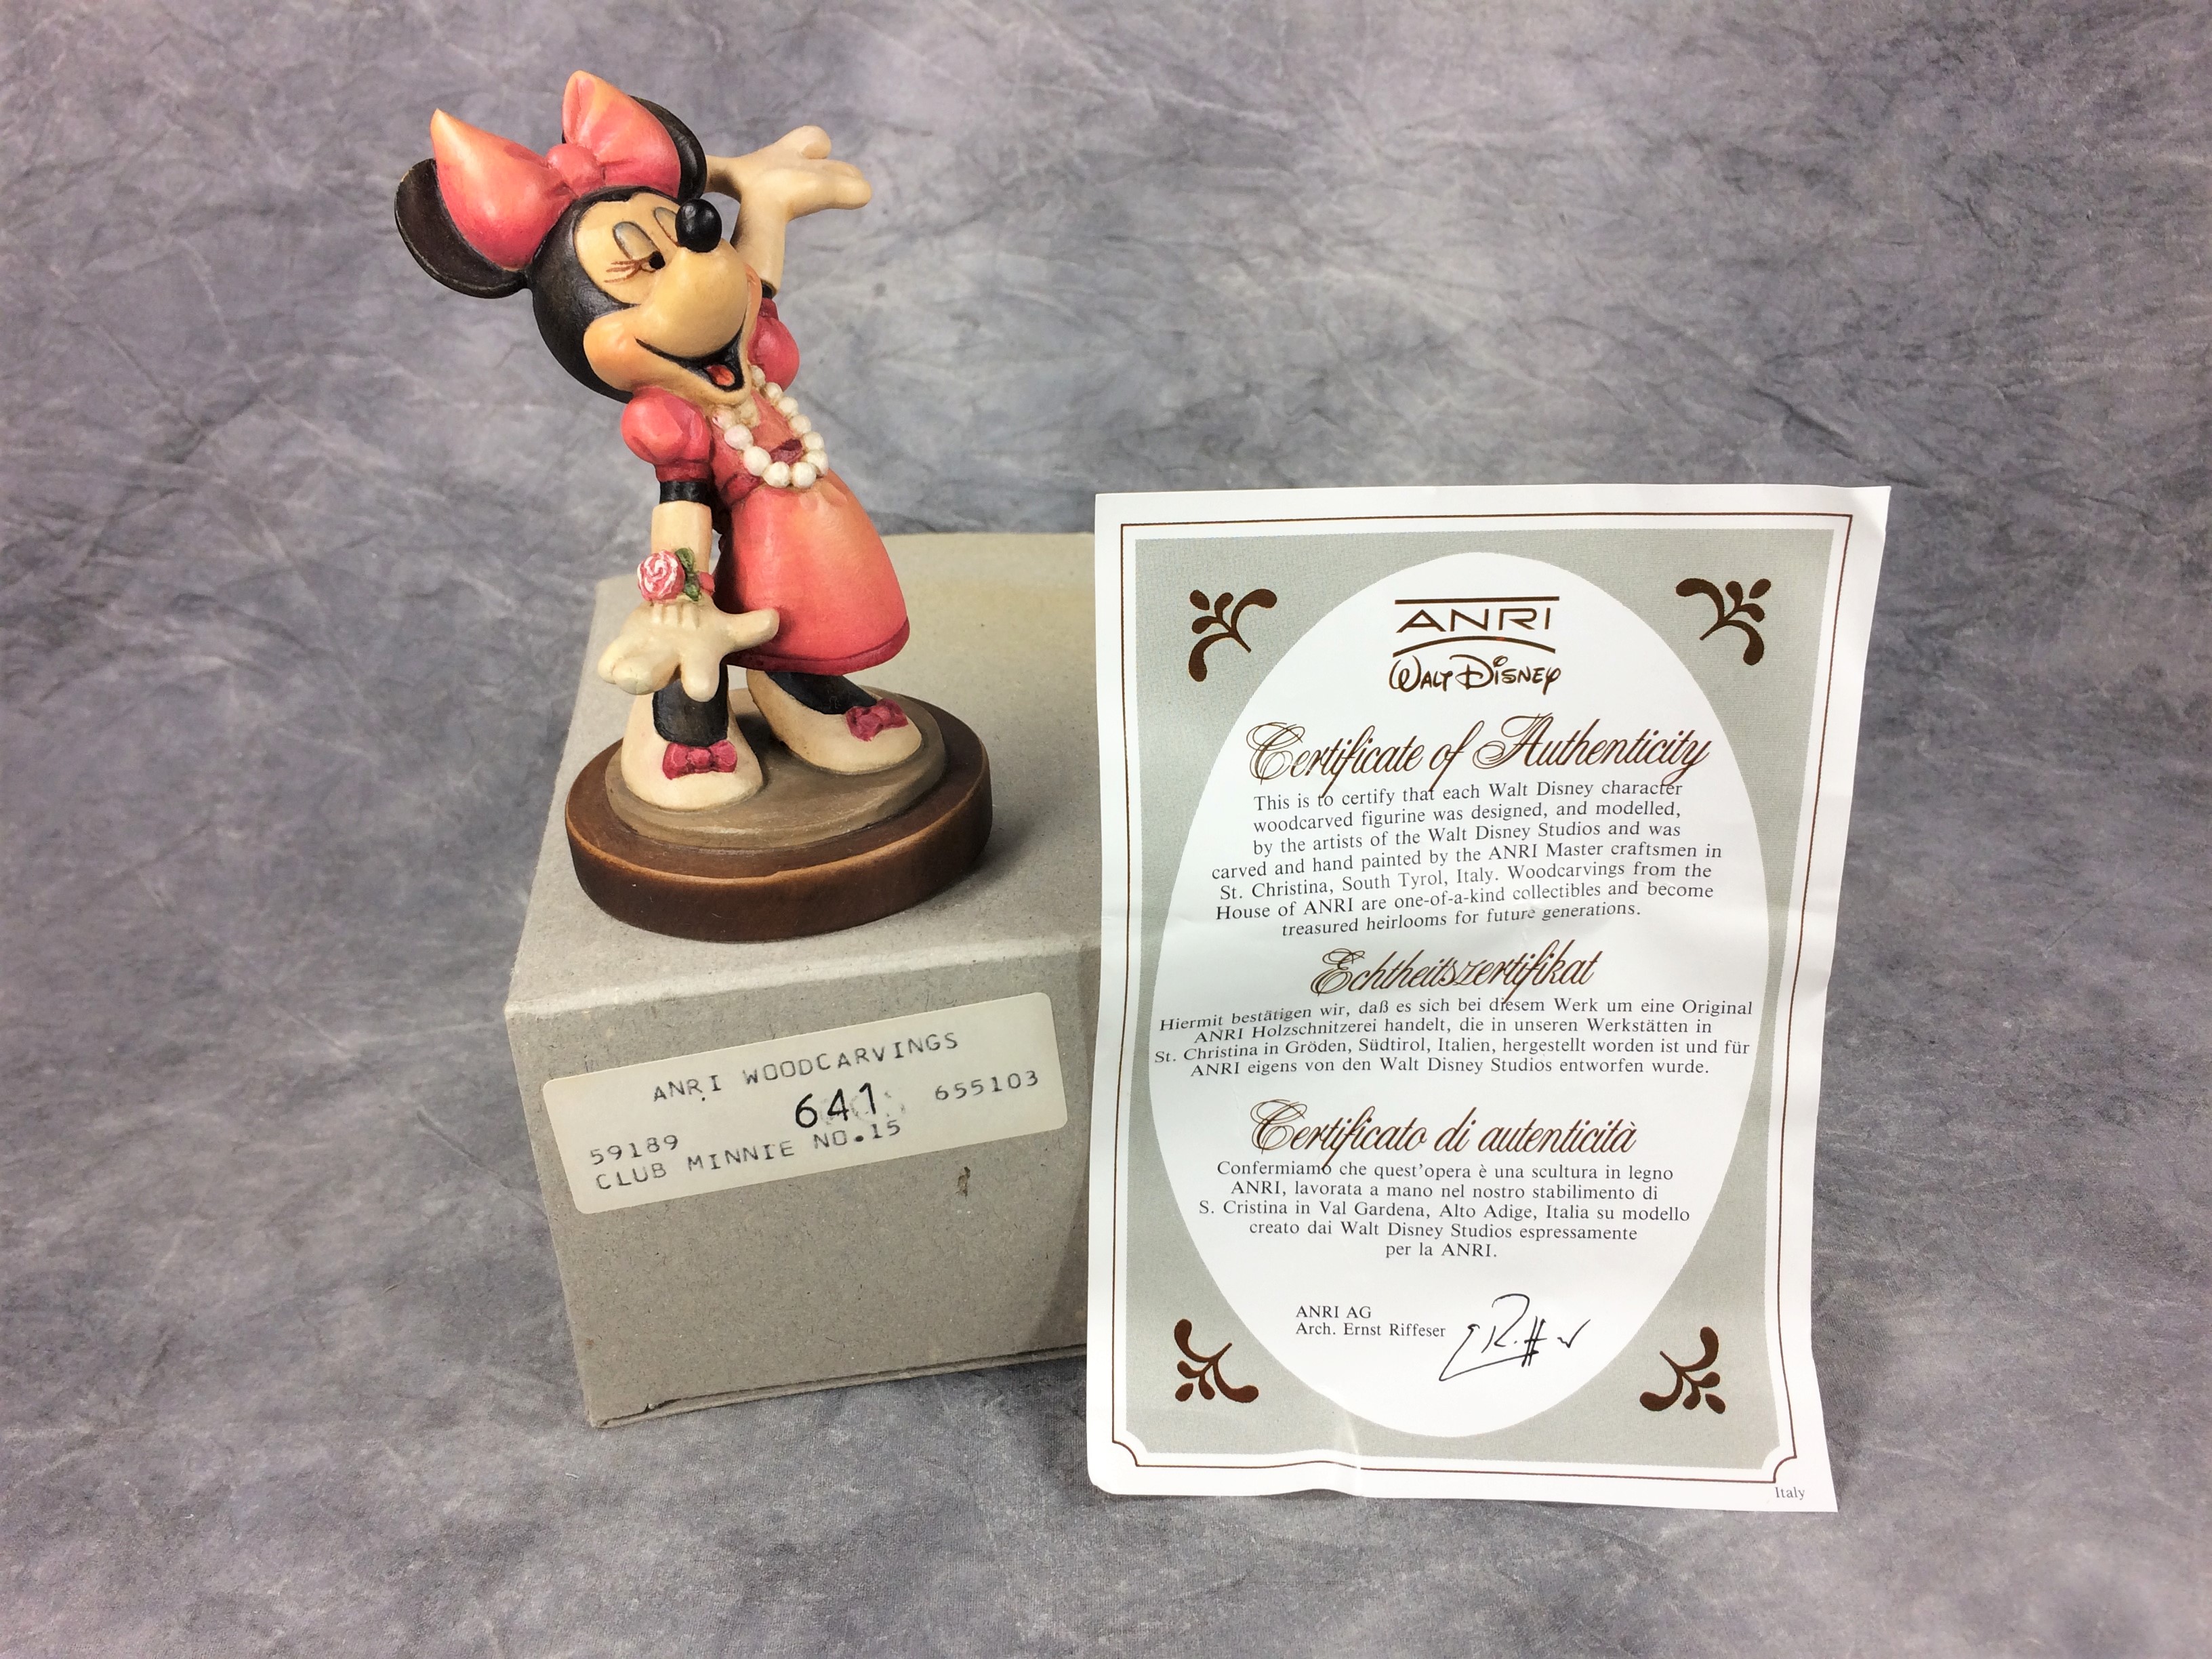 ANRI WOODCARVINGS
641 655103
59189
CLUB MINNIE NO.15
ANRI
WALT DISNEY
Certificate of Authenticity
This is to certify that each Walt Disney character
woodcarved figurine was designed, and modelled,
by the artists of the Walt Disney Studios and was
carved and hand painted by the ANRI Master craftsmen in
St. Christina, South Tyrol, Italy. Woodcarvings from the
House of ANRI are one-of-a-kind collectibles and become
treasured heirlooms for future generations.
Echtheitszertifikat
Hiermit bestätigen wir, daß es sich bei diesem Werk um eine Original
ANRI Holzschnitzerei handelt, die in unseren Werkstätten in
St. Christina in Gröden, Südtirol, Italien, hergestellt worden ist und für
ANRI eigens von den Walt Disney Studios entworfen wurde.
Certificato di autenticità
Confermiamo che quest'opera è una scultura in legno
ANRI, lavorata a mano nel nostro stabilimento di
S. Cristina in Val Gardena, Alto Adige, Italia su modello
creato dai Walt Disney Studios espressamente
per la ANRI.
ANRI AG
Arch. Ernst Riffeser
Italy